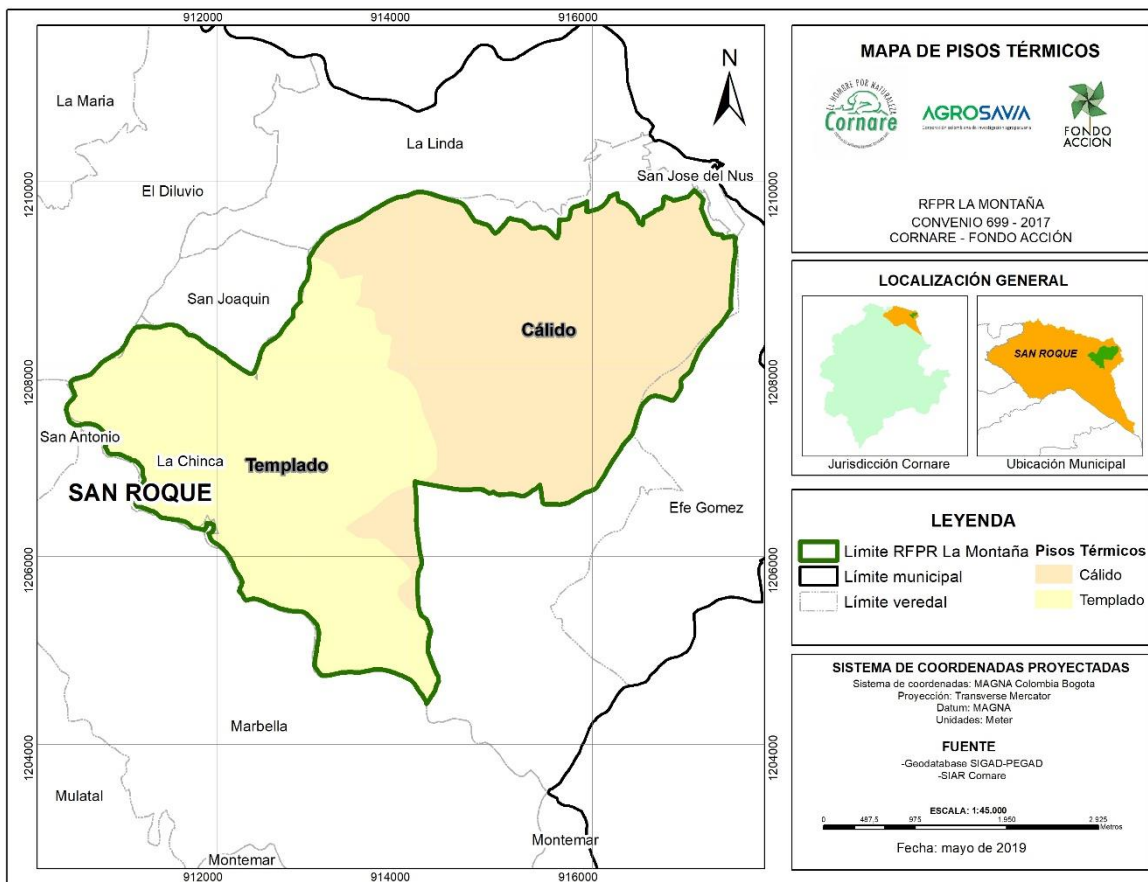 912000
914000
916000
1210000
1208000
1206000
1204000
1210000
1208000
1206000
1204000
912000
914000
916000
N
La Maria
La Linda
San Jose del Nus
El Diluvio
San Joaquin
Cálido
San Antonio
La Chinca
Templado
SAN ROQUE
Efe Gomez
Marbella
Mulatal
Montemar
Montemar
MAPA DE PISOS TÉRMICOS
Cornare
AGROSAVIA
Corporación colombiana de investigación agropecuaria
FONDO
ACCIÓN
RFPR LA MONTAÑA
CONVENIO 699 - 2017
CORNARE - FONDO ACCIÓN
LOCALIZACIÓN GENERAL
SAN ROQUE
Jurisdicción Cornare
Ubicación Municipal
LEYENDA
Límite RFPR La Montaña
Límite municipal
Límite veredal
Pisos Térmicos
Cálido
Templado
SISTEMA DE COORDENADAS PROYECTADAS
Sistema de coordenadas: MAGNA Colombia Bogota
Proyección: Transverse Mercator
Datum: MAGNA
Unidades: Meter
FUENTE
-Geodatabase SIGAD-PEGAD
-SIAR Cornare
ESCALA: 1:45.000
0 487,5 975 1.950 2.925
Metros
Fecha: mayo de 2019